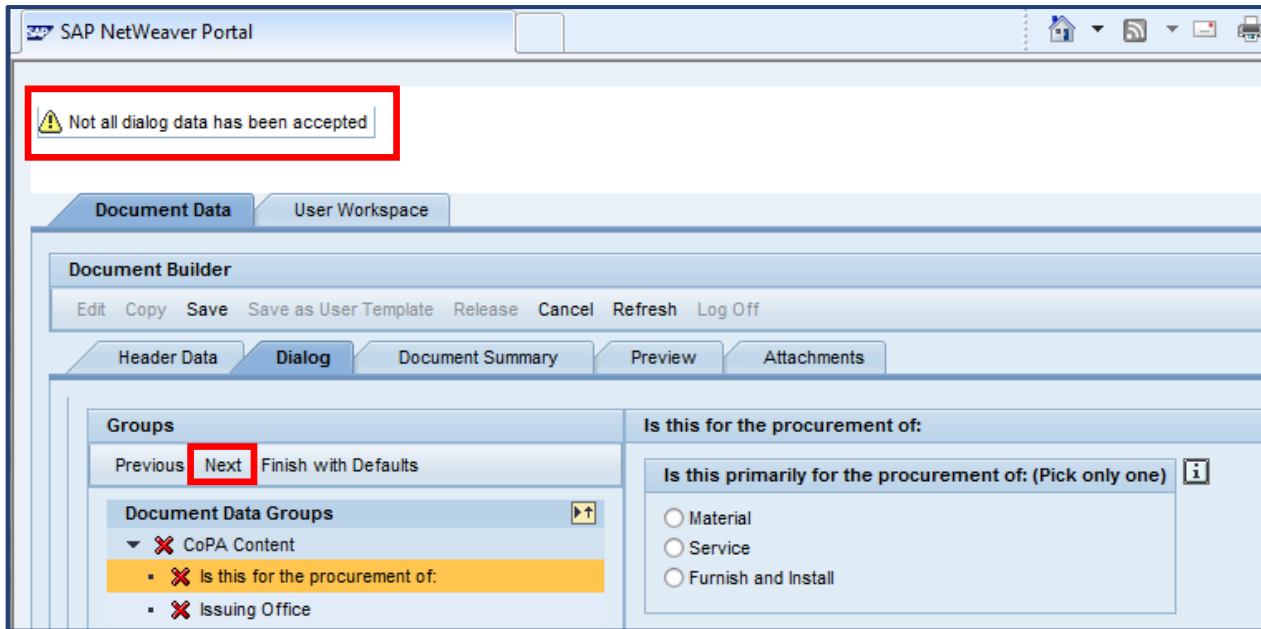 SAP NetWeaver Portal
Not all dialog data has been accepted
Document Data User Workspace
Document Builder
Edit Copy Save Save as User Template Release Cancel Refresh Log Off
Header Data Dialog Document Summary Preview Attachments
Groups
Previous Next Finish with Defaults
Document Data Groups
CoPA Content
Is this for the procurement of:
Issuing Office
Is this for the procurement of:
Is this primarily for the procurement of: (Pick only one)
Material
Service
Furnish and Install